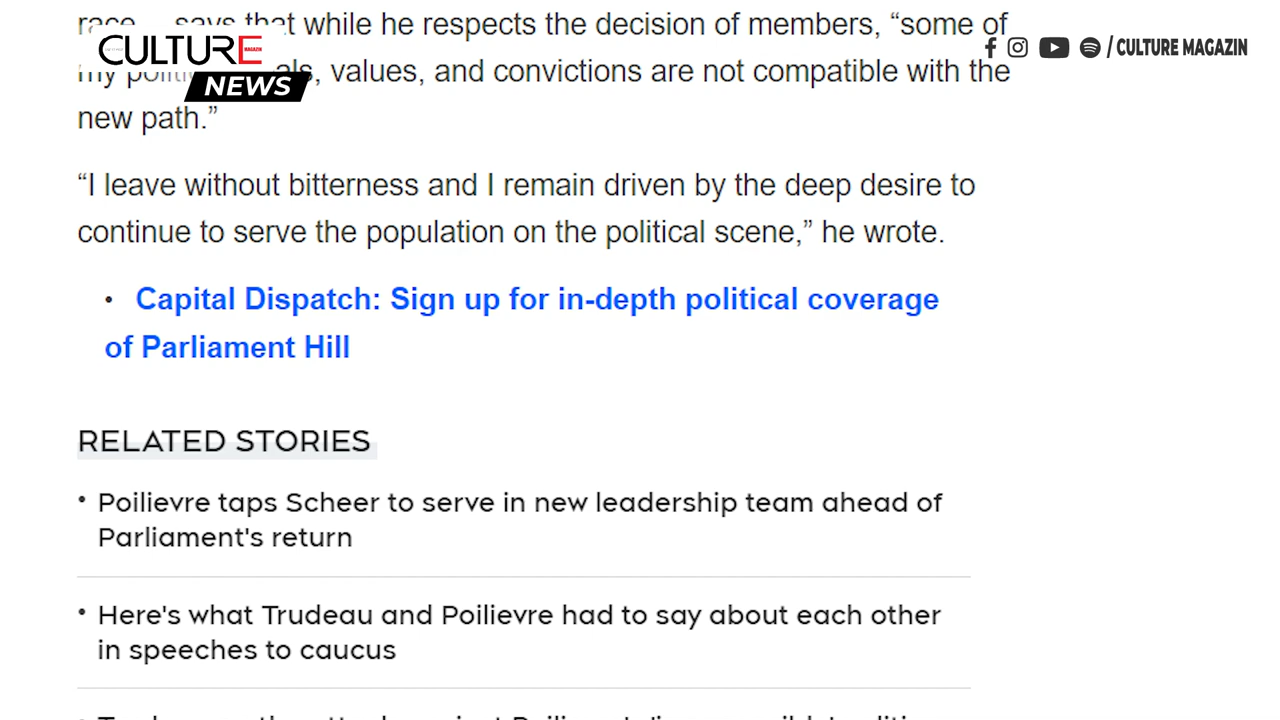 says that while he respects the decision of members, “some of
CULTURE MAGAZIN
NEWS
/ CULTURE MAGAZIN
my values, and convictions are not compatible with the
new path.”
“I leave without bitterness and I remain driven by the deep desire to
continue to serve the population on the political scene,” he wrote.
• Capital Dispatch: Sign up for in-depth political coverage
of Parliament Hill
RELATED STORIES
• Poilievre taps Scheer to serve in new leadership team ahead of
Parliament's return
• Here's what Trudeau and Poilievre had to say about each other
in speeches to caucus